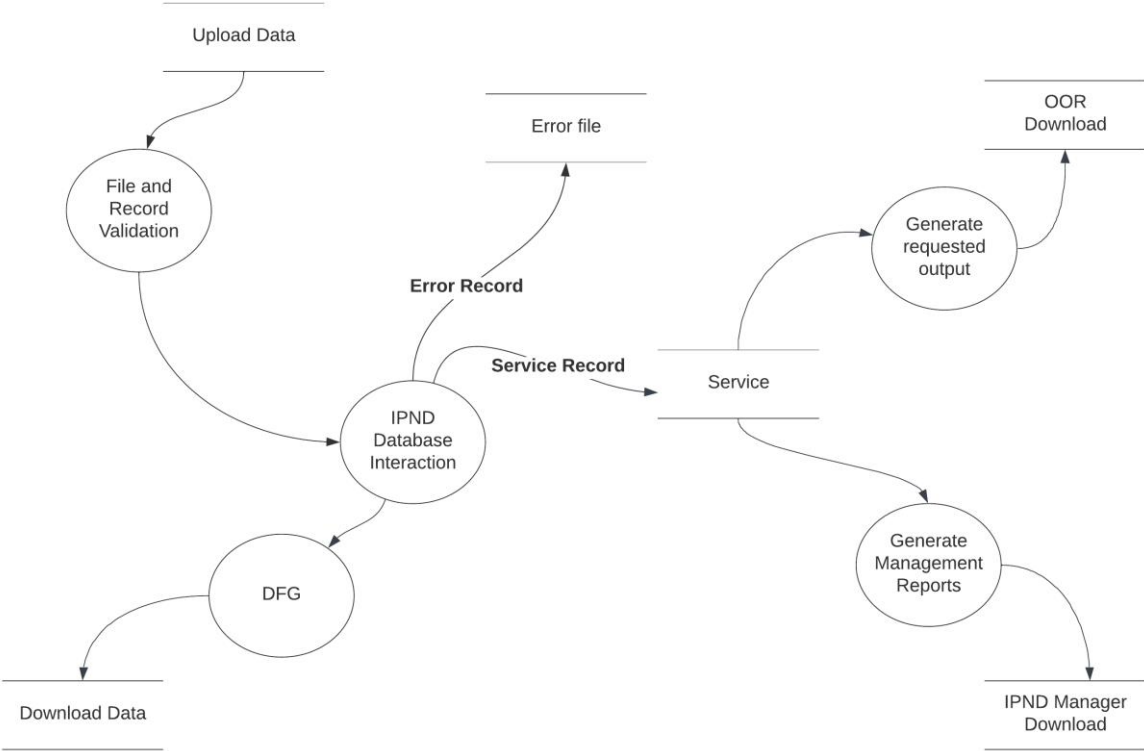 Upload Data
Error file
OOR
Download
File and
Record
Validation
Generate
requested
output
Error Record
Service Record
Service
IPND
Database
Interaction
Generate
Management
Reports
DFG
Download Data
IPND Manager
Download